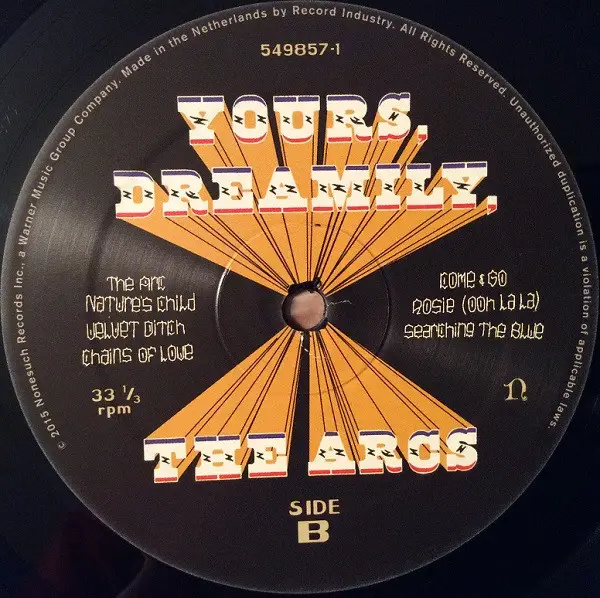 549857-1
YOURS,
DREAMILY,
The Arc
Nature's Child
Velvet Ditch
Chains of Love
Come & Go
Rosie (Ooh La La)
Searching The Blue
33 1/3
rpm
N
THE ARCS
SIDE
B
© 2015 Nonesuch Records Inc., a Warner Music Group Company. Made in the Netherlands by Record Industry. All Rights Reserved. Unauthorized duplication is a violation of applicable laws.